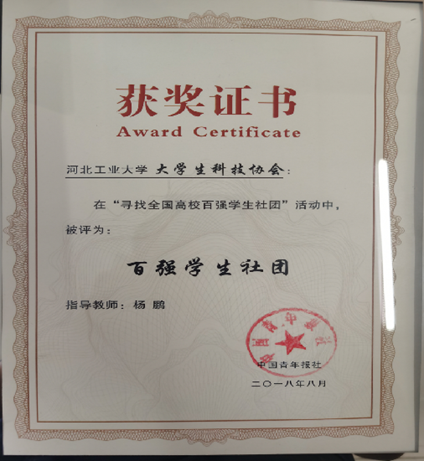 获奖证书
Award Certificate
河北工业大学 大学生科技协会：
在“寻找全国高校百强学生社团”活动中，
被评为：
百强学生社团
指导教师：杨 鹏
中国青年报社
二〇一八年八月